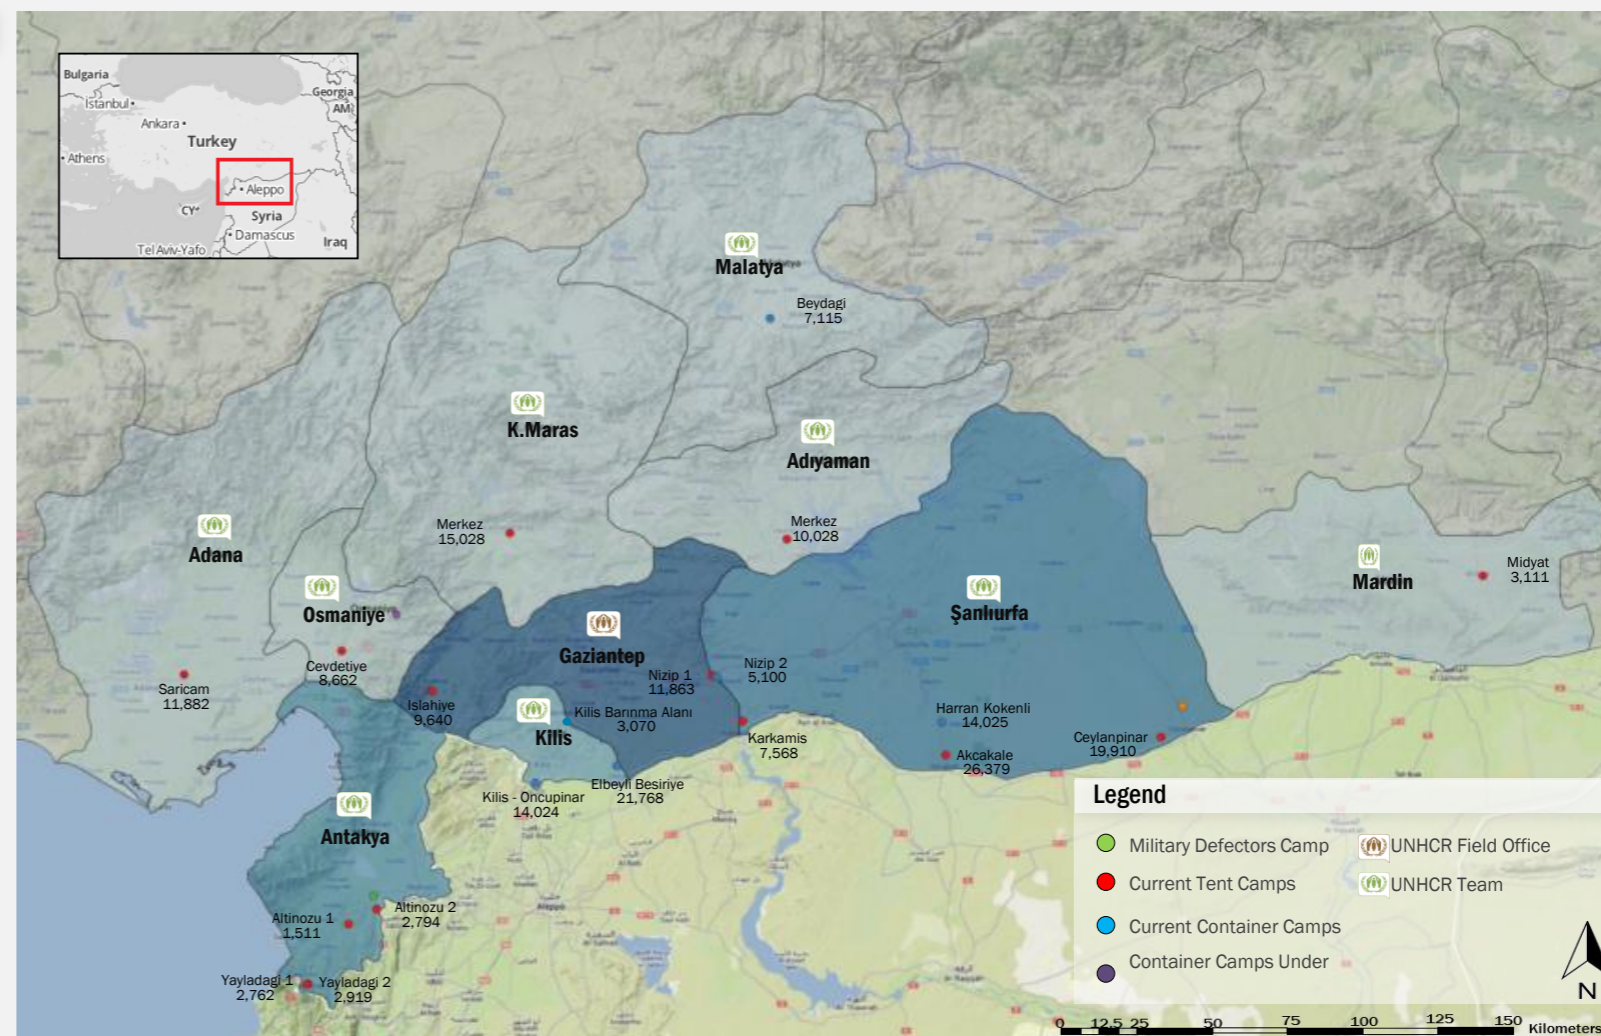 Bulgaria
Georgia
Istanbul
AM
Ankara
Turkey
Athens
Aleppo
CY
Syria
Damascus
Tel Aviv-Yafo
Iraq
Malatya
Beydagi
7,115
K.Maras
Adıyaman
Merkez
15,028
Merkez
10,028
Adana
Osmaniye
Saricam
11,882
Cevdetiye
8,662
Gaziantep
Islahiye
9,640
Nizip 1
11,863
Nizip 2
5,100
Kilis
Kilis Barınma Alanı
3,070
Karkamis
7,568
Elbeyli Besiriye
21,768
Kilis - Oncupinar
14,024
Şanlıurfa
Harran Kokenli
14,025
Akcakale
26,379
Ceylanpinar
19,910
Mardin
Midyat
3,111
Antakya
Altinozu 1
1,511
Altinozu 2
2,794
Yayladagi 1
2,762
Yayladagi 2
2,919
Legend
Military Defectors Camp
UNHCR Field Office
Current Tent Camps
UNHCR Team
Current Container Camps
Container Camps Under
N
0 12,5 25 50 75 100 125 150 Kilometers